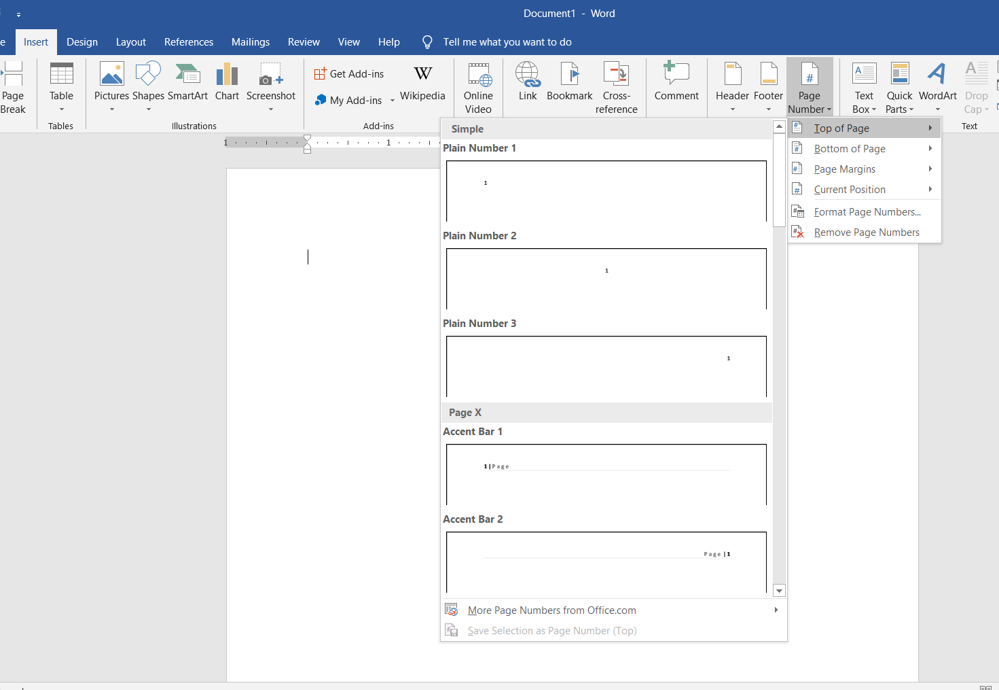 Document1 - Word
e Insert Design Layout References Mailings Review View Help Tell me what you want to do
Page Break
Table
Pictures Shapes SmartArt Chart Screenshot
Get Add-ins
My Add-ins
Wikipedia
Online Video
Link Bookmark Cross-reference
Comment
Header Footer Page Number
Text Box Quick Parts WordArt Drop Cap
Tables Illustrations Add-ins Text
1 1
Simple
Plain Number 1
1
Plain Number 2
1
Plain Number 3
1
Page X
Accent Bar 1
1|Page
Accent Bar 2
Page|1
More Page Numbers from Office.com
Save Selection as Page Number (Top)
Top of Page
Bottom of Page
Page Margins
Current Position
Format Page Numbers...
Remove Page Numbers